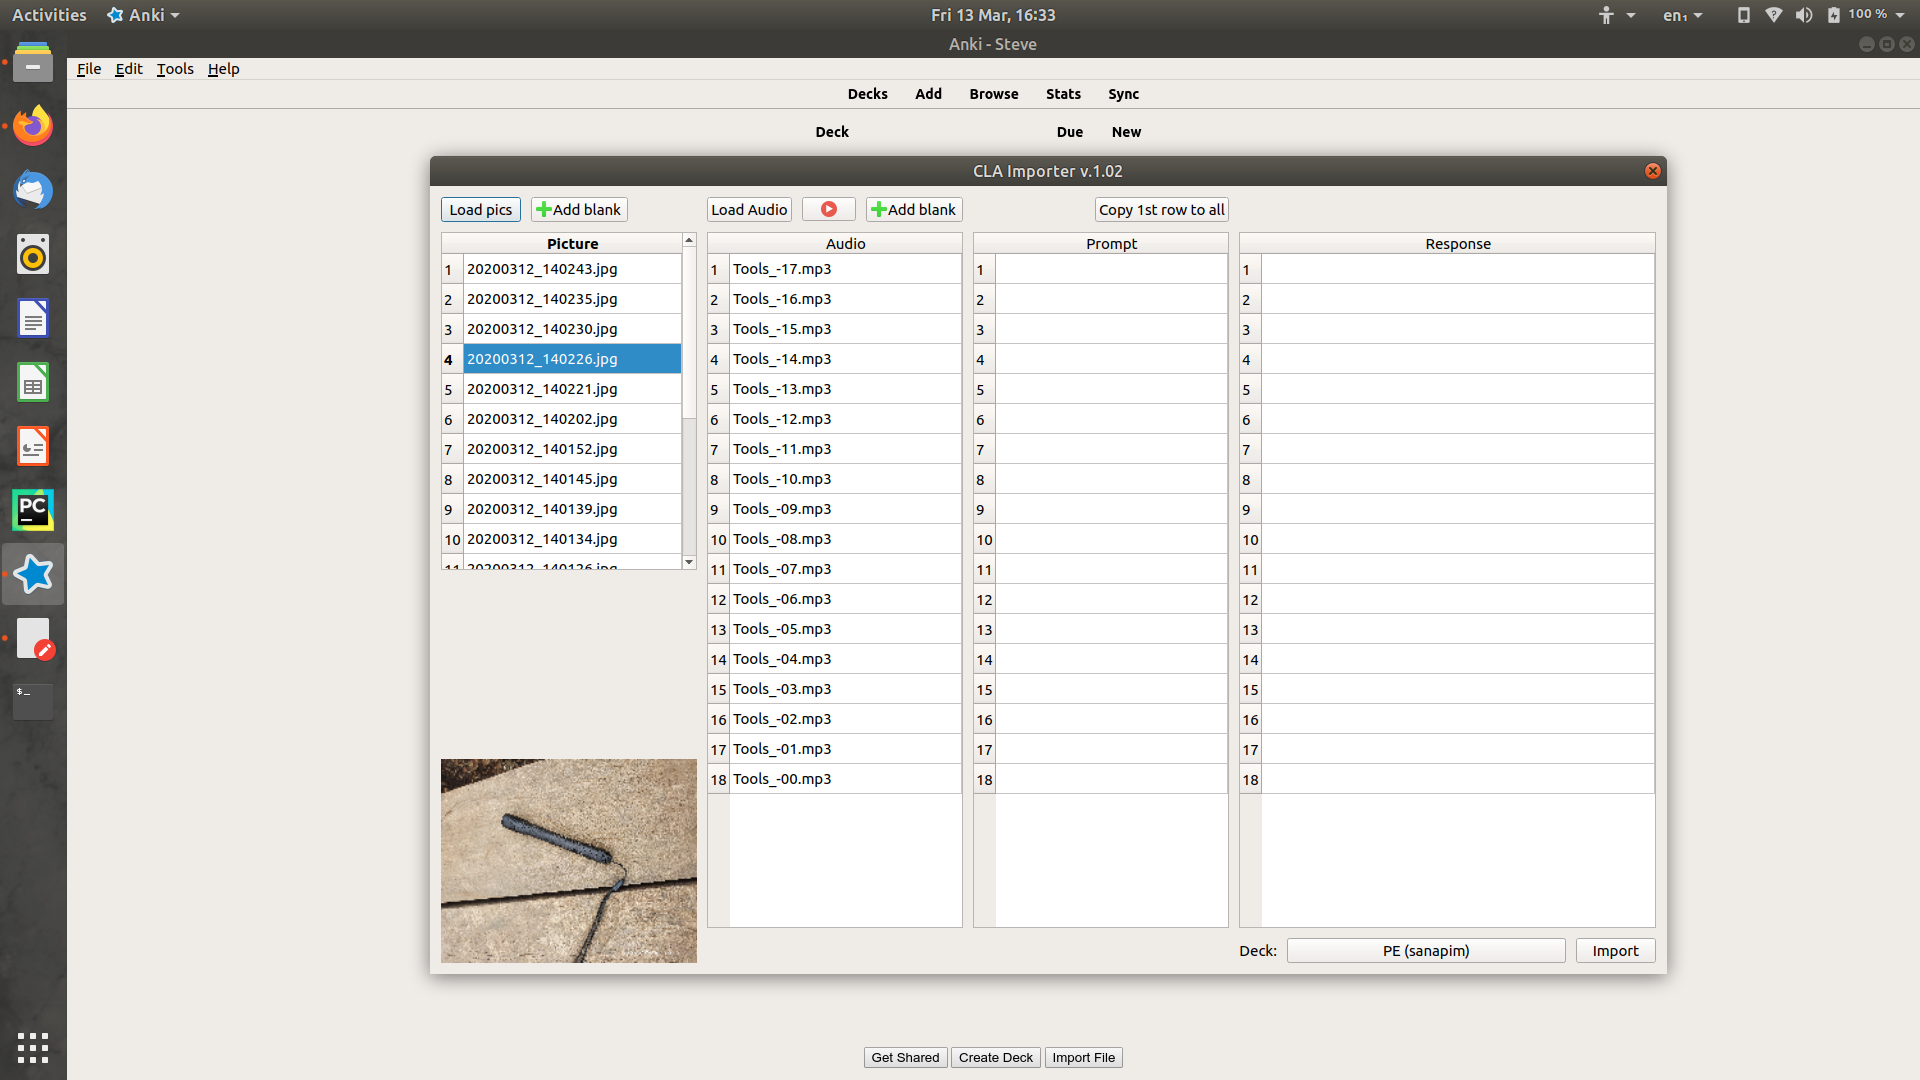 Activities Anki Fri 13 Mar, 16:33 en₁ 100 %
Anki - Steve
File Edit Tools Help
Decks Add Browse Stats Sync
Deck Due New
CLA Importer v.1.02
Load pics Add blank Load Audio Add blank Copy 1st row to all
Picture Audio Prompt Response
1 20200312_140243.jpg 1 Tools_-17.mp3 1 1
2 20200312_140235.jpg 2 Tools_-16.mp3 2 2
3 20200312_140230.jpg 3 Tools_-15.mp3 3 3
4 20200312_140226.jpg 4 Tools_-14.mp3 4 4
5 20200312_140221.jpg 5 Tools_-13.mp3 5 5
6 20200312_140202.jpg 6 Tools_-12.mp3 6 6
7 20200312_140152.jpg 7 Tools_-11.mp3 7 7
8 20200312_140145.jpg 8 Tools_-10.mp3 8 8
9 20200312_140139.jpg 9 Tools_-09.mp3 9 9
10 20200312_140134.jpg 10 Tools_-08.mp3 10 10
11 20200312_140126.jpg 11 Tools_-07.mp3 11 11
12 Tools_-06.mp3 12 12
13 Tools_-05.mp3 13 13
14 Tools_-04.mp3 14 14
15 Tools_-03.mp3 15 15
16 Tools_-02.mp3 16 16
17 Tools_-01.mp3 17 17
18 Tools_-00.mp3 18 18
PC
$_
Deck: PE (sanapim) Import
Get Shared Create Deck Import File